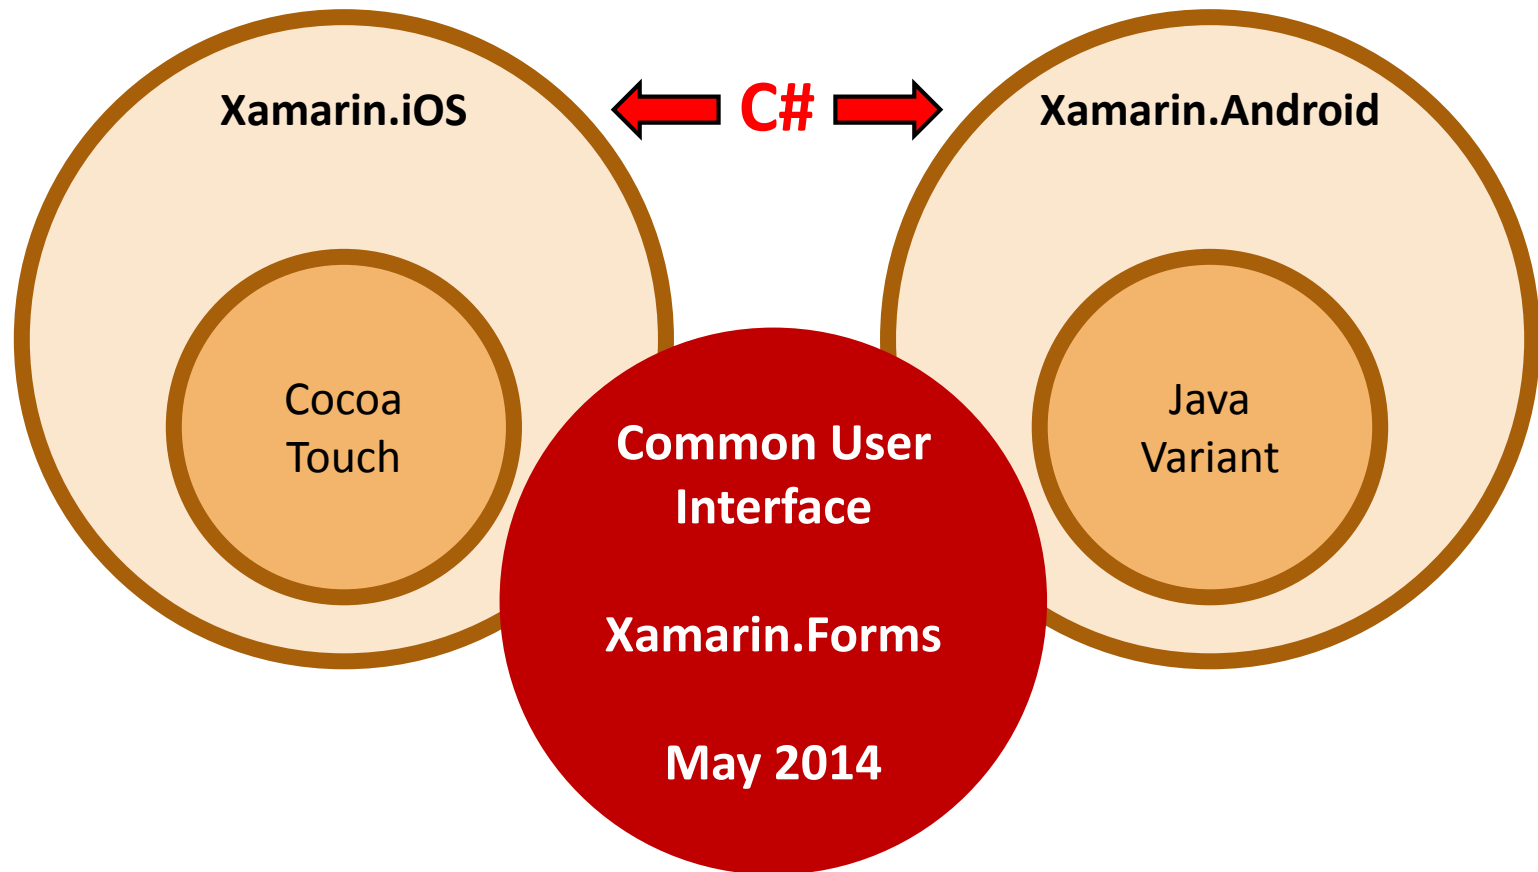 Xamarin.iOS
C#
Xamarin.Android
Cocoa
Touch
Common User
Interface
Xamarin.Forms
May 2014
Java
Variant